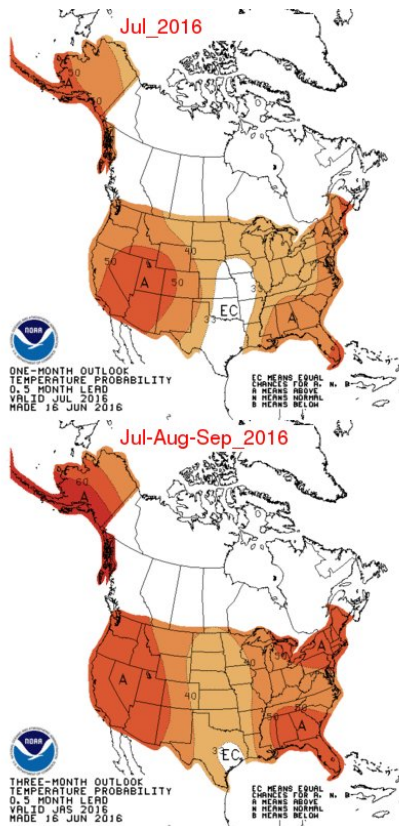 Jul_2016
50
A
40
50
A
50
A
33
33
EC
A
NOAA
ONE-MONTH OUTLOOK
TEMPERATURE PROBABILITY
0.5 MONTH LEAD
VALID JUL 2016
MADE 16 JUN 2016
EC MEANS EQUAL
CHANCES FOR A, N, B
A MEANS ABOVE
N MEANS NORMAL
B MEANS BELOW
Jul-Aug-Sep_2016
60
A
40
50
A
A
40
50
50
A
33
EC
NOAA
THREE-MONTH OUTLOOK
TEMPERATURE PROBABILITY
0.5 MONTH LEAD
VALID JAS 2016
MADE 16 JUN 2016
EC MEANS EQUAL
CHANCES FOR A, N, B
A MEANS ABOVE
N MEANS NORMAL
B MEANS BELOW